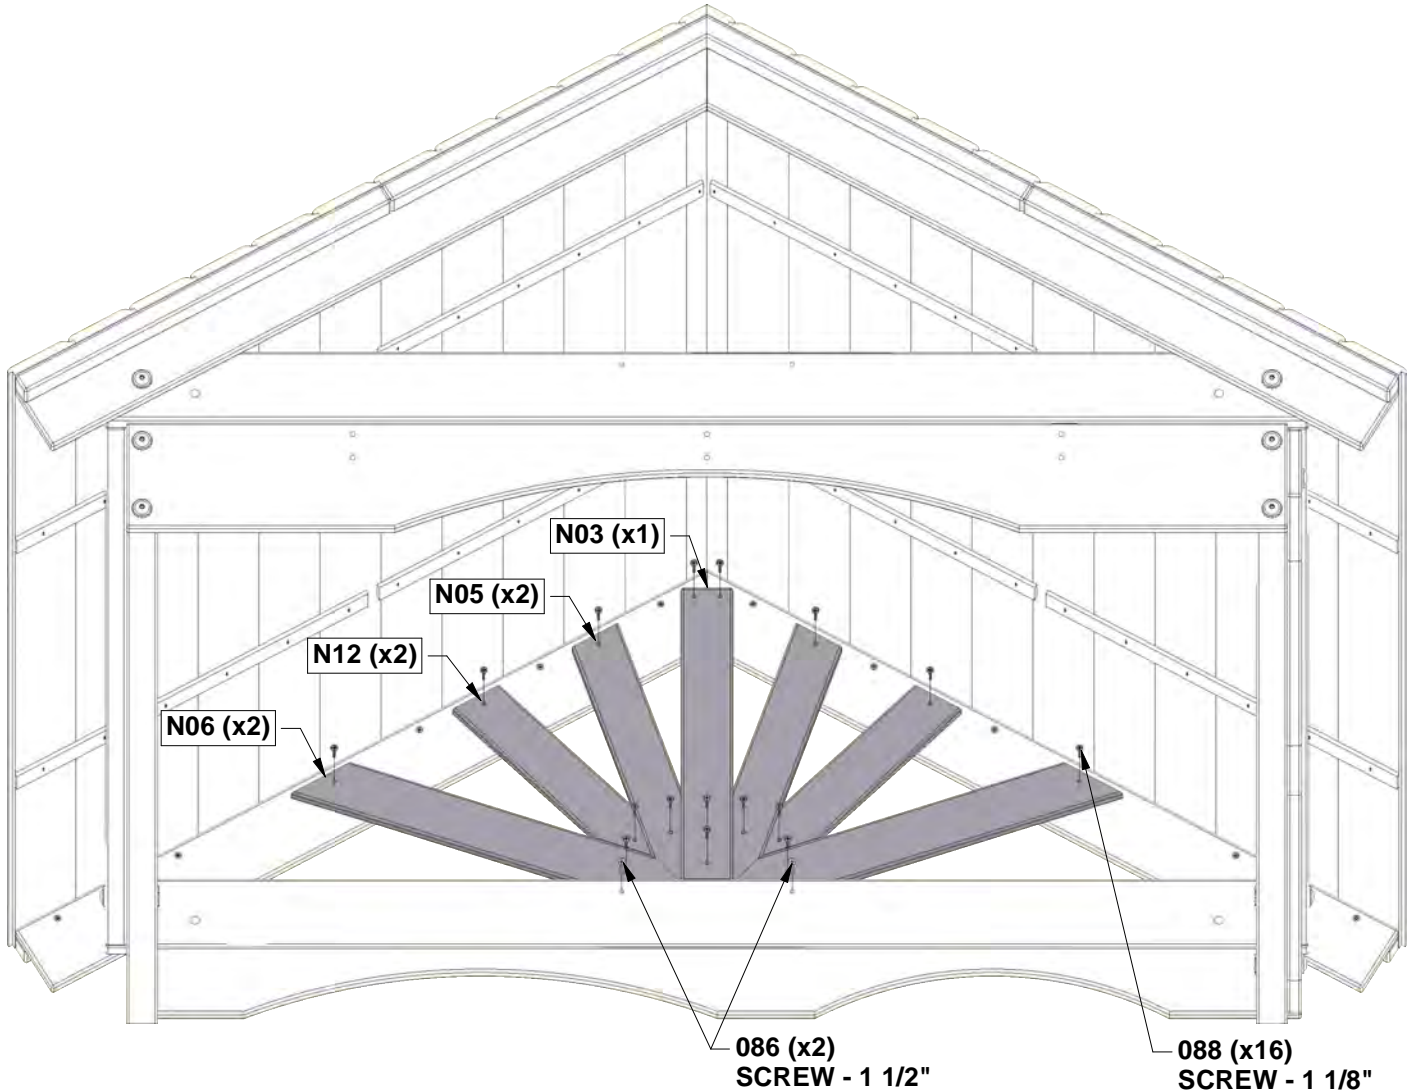 N03 (x1)
N05 (x2)
N12 (x2)
N06 (x2)
086 (x2)
SCREW - 1 1/2"
088 (x16)
SCREW - 1 1/8"